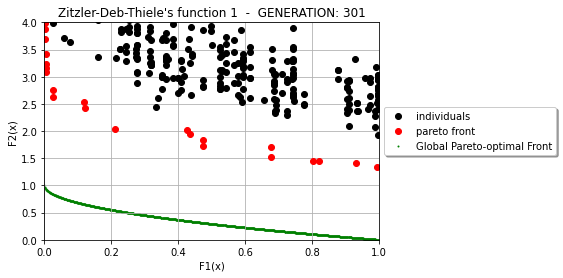 Zitzler-Deb-Thiele's function 1 - GENERATION: 301
4.0
3.5
3.0
2.5
2.0
1.5
1.0
0.5
0.0
F2(x)
0.0 0.2 0.4 0.6 0.8 1.0
F1(x)
individuals
pareto front
Global Pareto-optimal Front